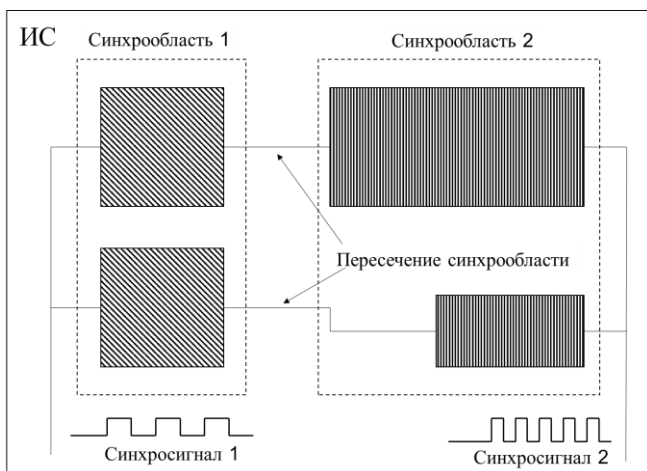 ИС
Синхрообласть 1
Синхрообласть 2
Пересечение синхрообласти
Синхросигнал 1
Синхросигнал 2